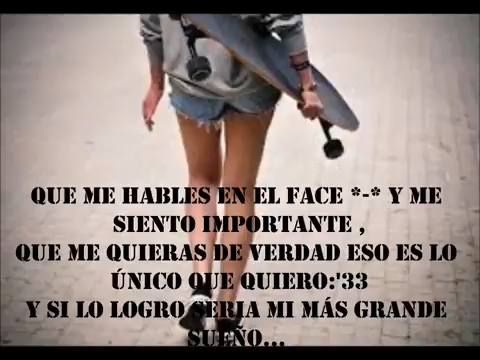 QUE ME HABLES EN EL FACE *-* Y ME
SIENTO IMPORTANTE ,
QUE ME QUIERAS DE VERDAD ESO ES LO
ÚNICO QUE QUIERO:'33
Y SI LO LOGRO SERIA MI MÁS GRANDE
SUEÑO...